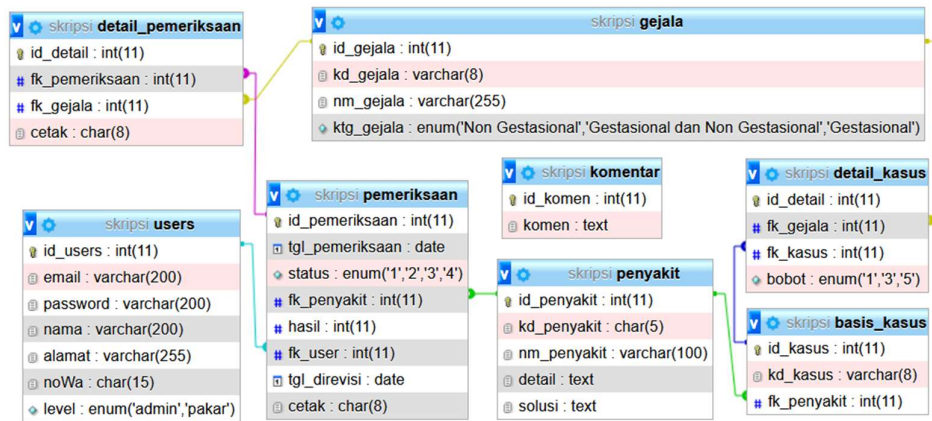 skripsi detail_pemeriksaan
id_detail : int(11)
fk_pemeriksaan : int(11)
fk_gejala : int(11)
cetak : char(8)
skripsi gejala
id_gejala : int(11)
kd_gejala : varchar(8)
nm_gejala : varchar(255)
ktg_gejala : enum('Non Gestasional','Gestasional dan Non Gestasional','Gestasional')
skripsi users
id_users : int(11)
email : varchar(200)
password : varchar(200)
nama : varchar(200)
alamat : varchar(255)
noWa : char(15)
level : enum('admin','pakar')
skripsi pemeriksaan
id_pemeriksaan : int(11)
tgl_pemeriksaan : date
status : enum('1','2','3','4')
fk_penyakit : int(11)
hasil : int(11)
fk_user : int(11)
tgl_direvisi : date
cetak : char(8)
skripsi komentar
id_komen : int(11)
komen : text
skripsi penyakit
id_penyakit : int(11)
kd_penyakit : char(5)
nm_penyakit : varchar(100)
detail : text
solusi : text
skripsi detail_kasus
id_detail : int(11)
fk_gejala : int(11)
fk_kasus : int(11)
bobot : enum('1','3','5')
skripsi basis_kasus
id_kasus : int(11)
kd_kasus : varchar(8)
fk_penyakit : int(11)